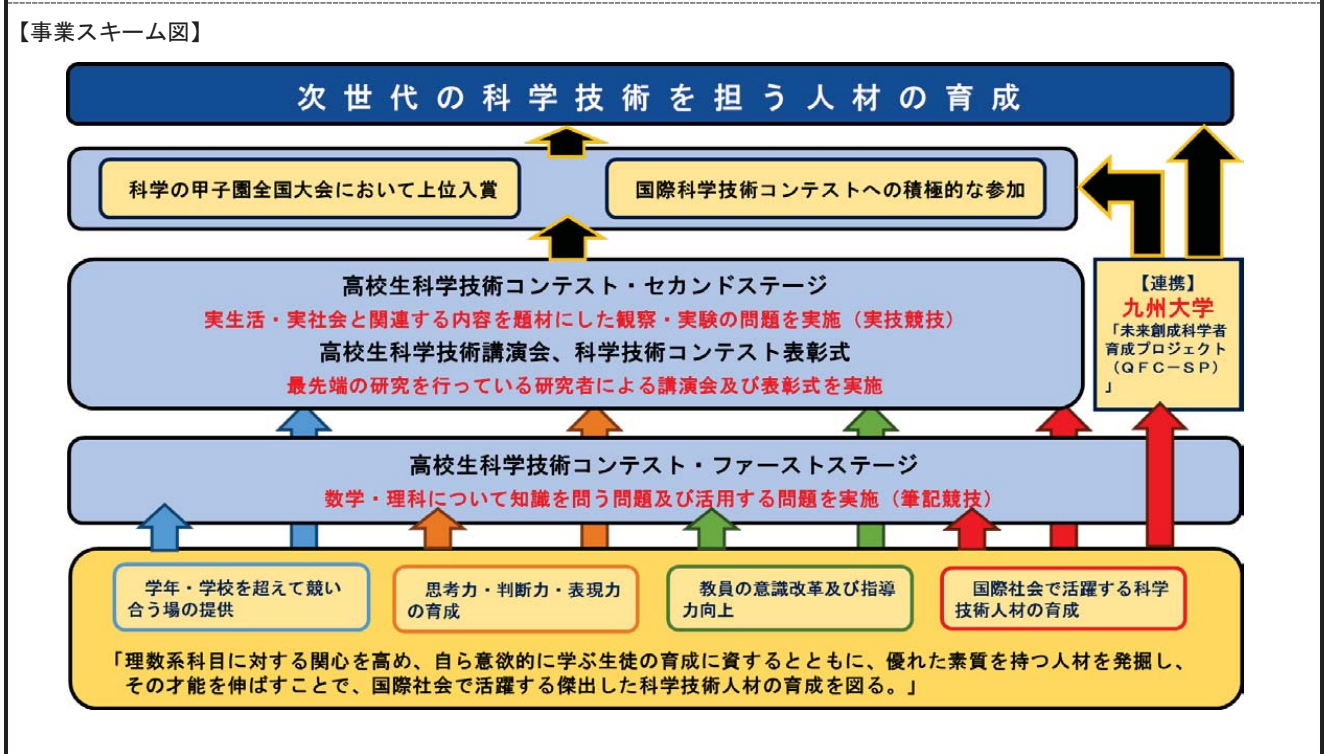 【事業スキーム図】
次世代の科学技術を担う人材の育成
科学の甲子園全国大会において上位入賞
国際科学技術コンテストへの積極的な参加
高校生科学技術コンテスト・セカンドステージ
実生活・実社会と関連する内容を題材にした観察・実験の問題を実施（実技競技）
高校生科学技術講演会、科学技術コンテスト表彰式
最先端の研究を行っている研究者による講演会及び表彰式を実施
【連携】
九州大学
「未来創成科学者
育成プロジェクト
（ＱＦＣ－ＳＰ）
」
高校生科学技術コンテスト・ファーストステージ
数学・理科について知識を問う問題及び活用する問題を実施（筆記競技）
学年・学校を超えて競い
合う場の提供
思考力・判断力・表現力
の育成
教員の意識改革及び指導
力向上
国際社会で活躍する科学
技術人材の育成
「理数系科目に対する関心を高め、自ら意欲的に学ぶ生徒の育成に資するとともに、優れた素質を持つ人材を発掘し、
その才能を伸ばすことで、国際社会で活躍する傑出した科学技術人材の育成を図る。」